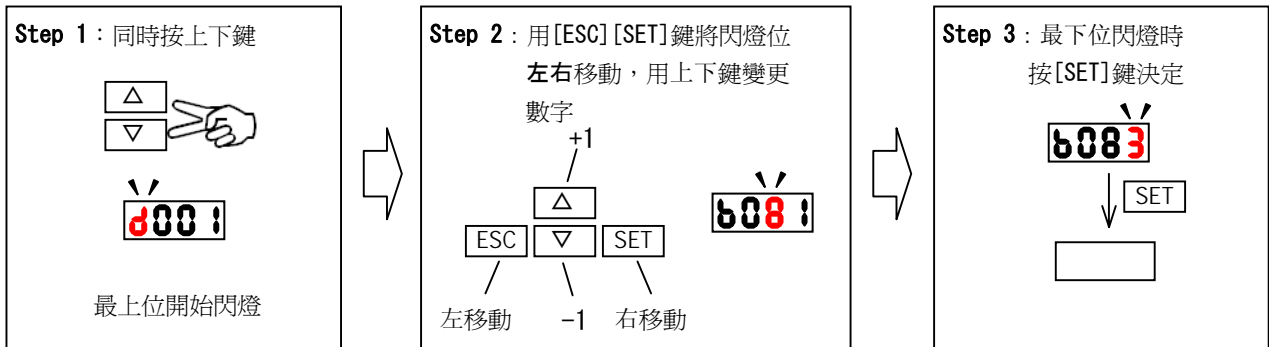 Step 1：同時按上下鍵
△
▽
d001
最上位開始閃燈
Step 2：用[ESC][SET]鍵將閃燈位
左右移動，用上下鍵變更
數字
+1
△
ESC ▽ SET
b081
左移動 -1 右移動
Step 3：最下位閃燈時
按[SET]鍵決定
b083
SET